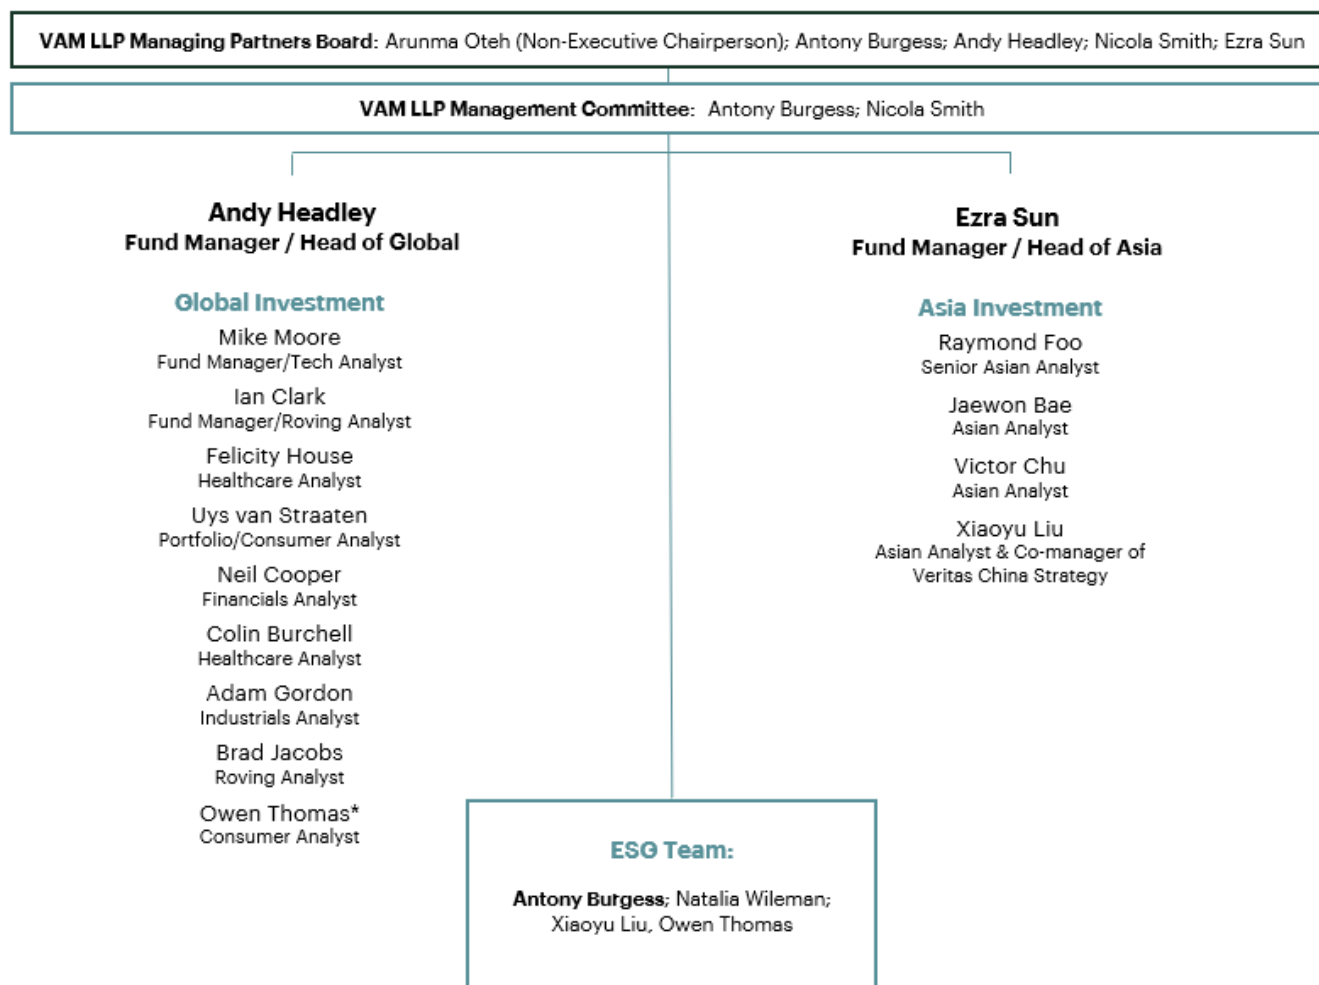 VAM LLP Managing Partners Board: Arunma Oteh (Non-Executive Chairperson); Antony Burgess; Andy Headley; Nicola Smith; Ezra Sun
VAM LLP Management Committee: Antony Burgess; Nicola Smith
Andy Headley
Fund Manager / Head of Global
Global Investment
Mike Moore
Fund Manager/Tech Analyst
Ian Clark
Fund Manager/Roving Analyst
Felicity House
Healthcare Analyst
Uys van Straaten
Portfolio/Consumer Analyst
Neil Cooper
Financials Analyst
Colin Burchell
Healthcare Analyst
Adam Gordon
Industrials Analyst
Brad Jacobs
Roving Analyst
Owen Thomas*
Consumer Analyst
Ezra Sun
Fund Manager / Head of Asia
Asia Investment
Raymond Foo
Senior Asian Analyst
Jaewon Bae
Asian Analyst
Victor Chu
Asian Analyst
Xiaoyu Liu
Asian Analyst & Co-manager of
Veritas China Strategy
ESG Team:
Antony Burgess; Natalia Wileman;
Xiaoyu Liu, Owen Thomas